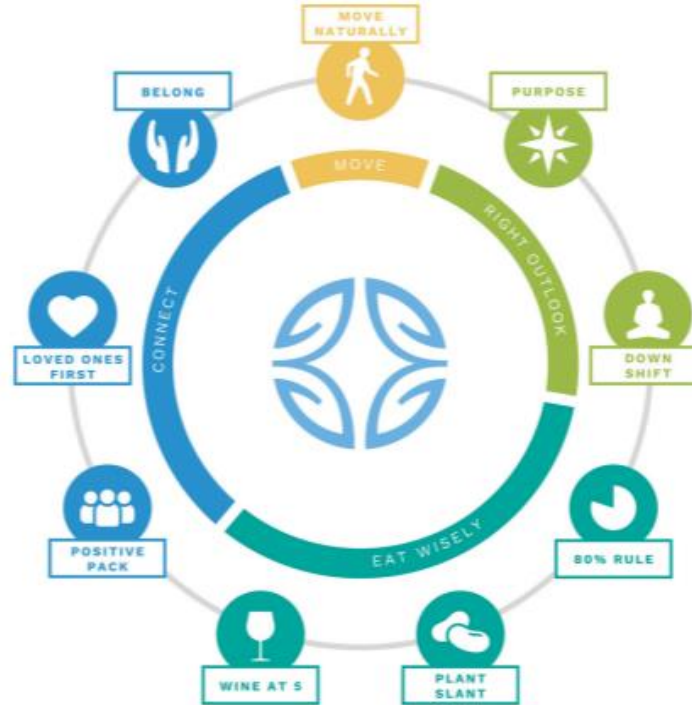 MOVE
NATURALLY
BELONG
PURPOSE
MOVE
RIGHT OUTLOOK
CONNECT
LOVED ONES
FIRST
DOWN
SHIFT
POSITIVE
PACK
80% RULE
EAT WISELY
WINE AT 5
PLANT
SLANT